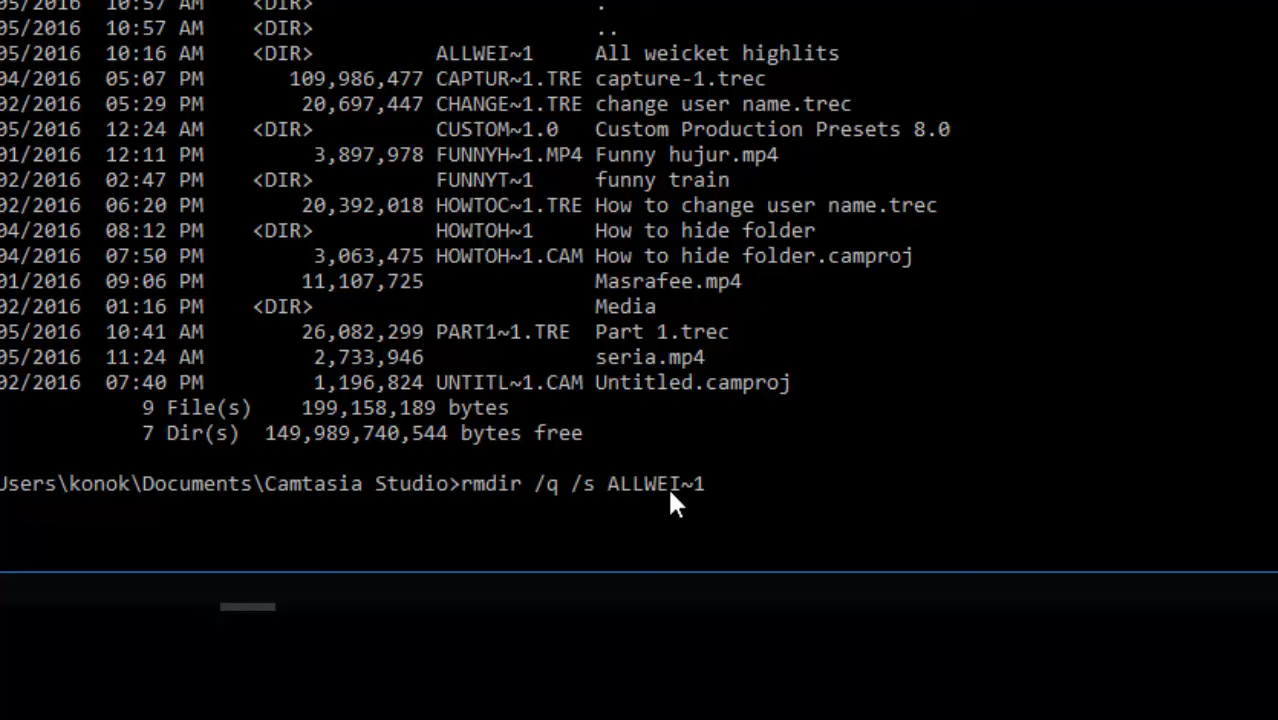 05/2016  10:57 AM    <DIR>                       .
05/2016  10:57 AM    <DIR>                       ..
05/2016  10:16 AM    <DIR>          ALLWEI~1     All weicket highlits
04/2016  05:07 PM       109,986,477 CAPTUR~1.TRE capture-1.trec
02/2016  05:29 PM        20,697,447 CHANGE~1.TRE change user name.trec
05/2016  12:24 AM    <DIR>          CUSTOM~1.0   Custom Production Presets 8.0
01/2016  12:11 PM         3,897,978 FUNNYH~1.MP4 Funny hujur.mp4
02/2016  02:47 PM    <DIR>          FUNNYT~1     funny train
02/2016  06:20 PM        20,392,018 HOWTOC~1.TRE How to change user name.trec
04/2016  08:12 PM    <DIR>          HOWTOH~1     How to hide folder
04/2016  07:50 PM         3,063,475 HOWTOH~1.CAM How to hide folder.camproj
01/2016  09:06 PM        11,107,725              Masrafee.mp4
02/2016  01:16 PM    <DIR>                       Media
05/2016  10:41 AM        26,082,299 PART1~1.TRE  Part 1.trec
05/2016  11:24 AM         2,733,946              seria.mp4
02/2016  07:40 PM         1,196,824 UNTITL~1.CAM Untitled.camproj
9 File(s)    199,158,189 bytes
7 Dir(s)  149,989,740,544 bytes free
Users\konok\Documents\Camtasia Studio>rmdir /q /s ALLWEI~1